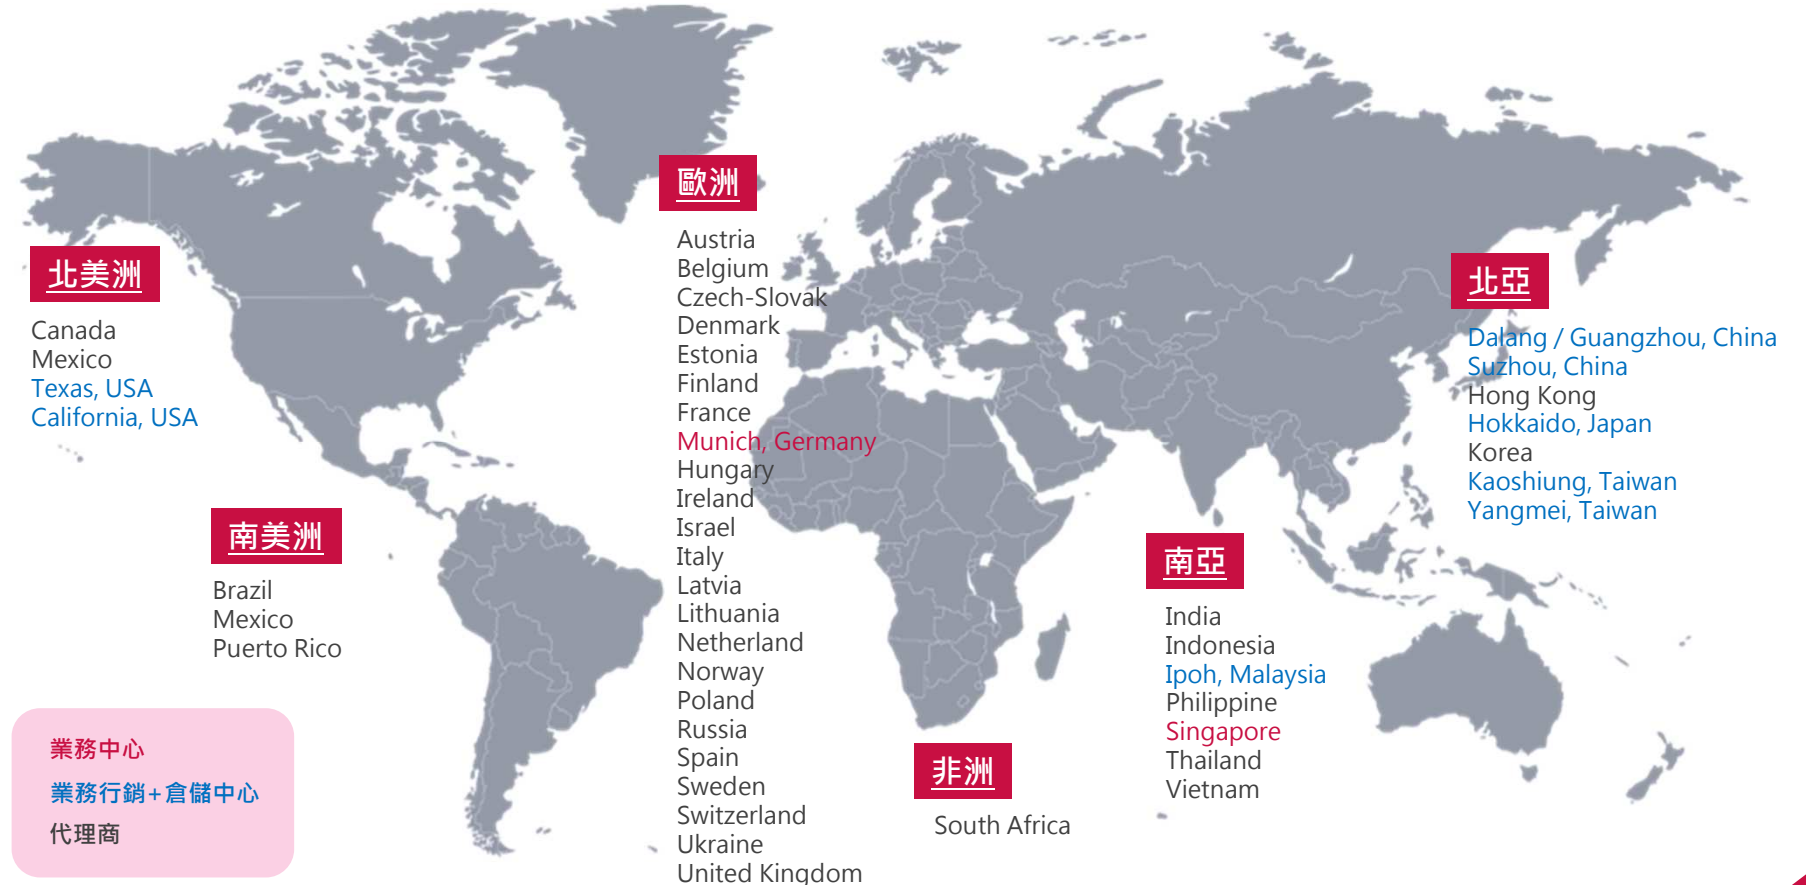 北美洲
Canada
Mexico
Texas, USA
California, USA
南美洲
Brazil
Mexico
Puerto Rico
歐洲
Austria
Belgium
Czech-Slovak
Denmark
Estonia
Finland
France
Munich, Germany
Hungary
Ireland
Israel
Italy
Latvia
Lithuania
Netherland
Norway
Poland
Russia
Spain
Sweden
Switzerland
Ukraine
United Kingdom
非洲
South Africa
南亞
India
Indonesia
Ipoh, Malaysia
Philippine
Singapore
Thailand
Vietnam
北亞
Dalang / Guangzhou, China
Suzhou, China
Hong Kong
Hokkaido, Japan
Korea
Kaoshiung, Taiwan
Yangmei, Taiwan
業務中心
業務行銷+倉儲中心
代理商